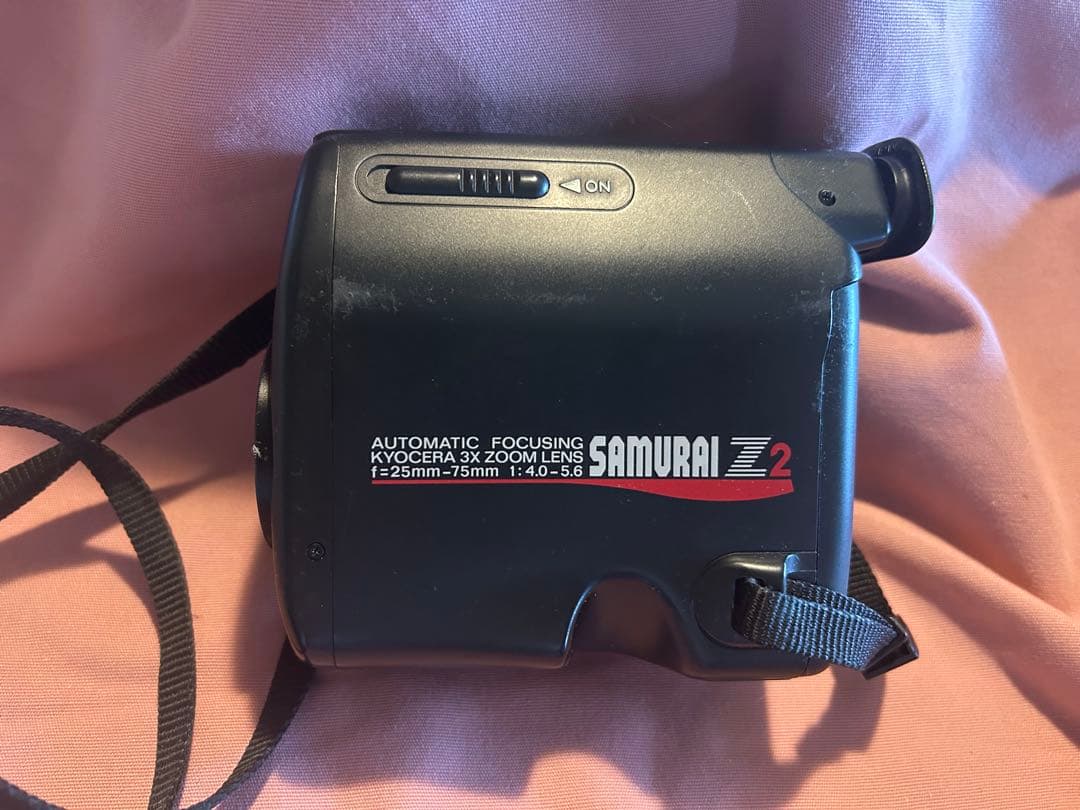 ON
AUTOMATIC FOCUSING
KYOCERA 3X ZOOM LENS
f=25mm-75mm 1:4.0-5.6
SAMURAI Z2